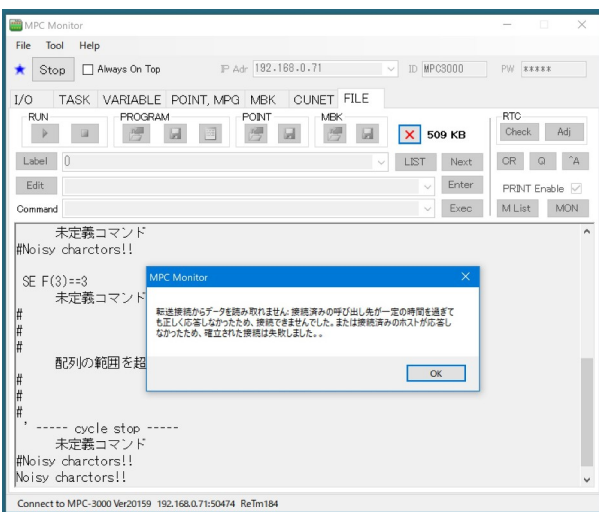 MPC Monitor
File Tool Help
Stop Always On Top IP Adr 192.168.0.71 ID MPC3000 PW *****
I/O TASK VARIABLE POINT, MPG MBK CUNET FILE
RUN PROGRAM POINT MBK RTC
509 KB Check Adj
Label 0 LIST Next CR Q ^A
Edit Enter PRINT Enable
Command Exec M List MON
未定義コマンド
#Noisy charctors!!
SE F(3)==3
未定義コマンド
#
#
#
配列の範囲を超
#
#
#
' ----- cycle stop -----
未定義コマンド
#Noisy charctors!!
Noisy charctors!!
MPC Monitor
転送接続からデータを読み取れません: 接続済みの呼び出し先が一定の時間を過ぎて
も正しく応答しなかったため、接続できませんでした。または接続済みのホストが応答し
なかったため、確立された接続は失敗しました。。
OK
Connect to MPC-3000 Ver20159 192.168.0.71:50474 ReTm184